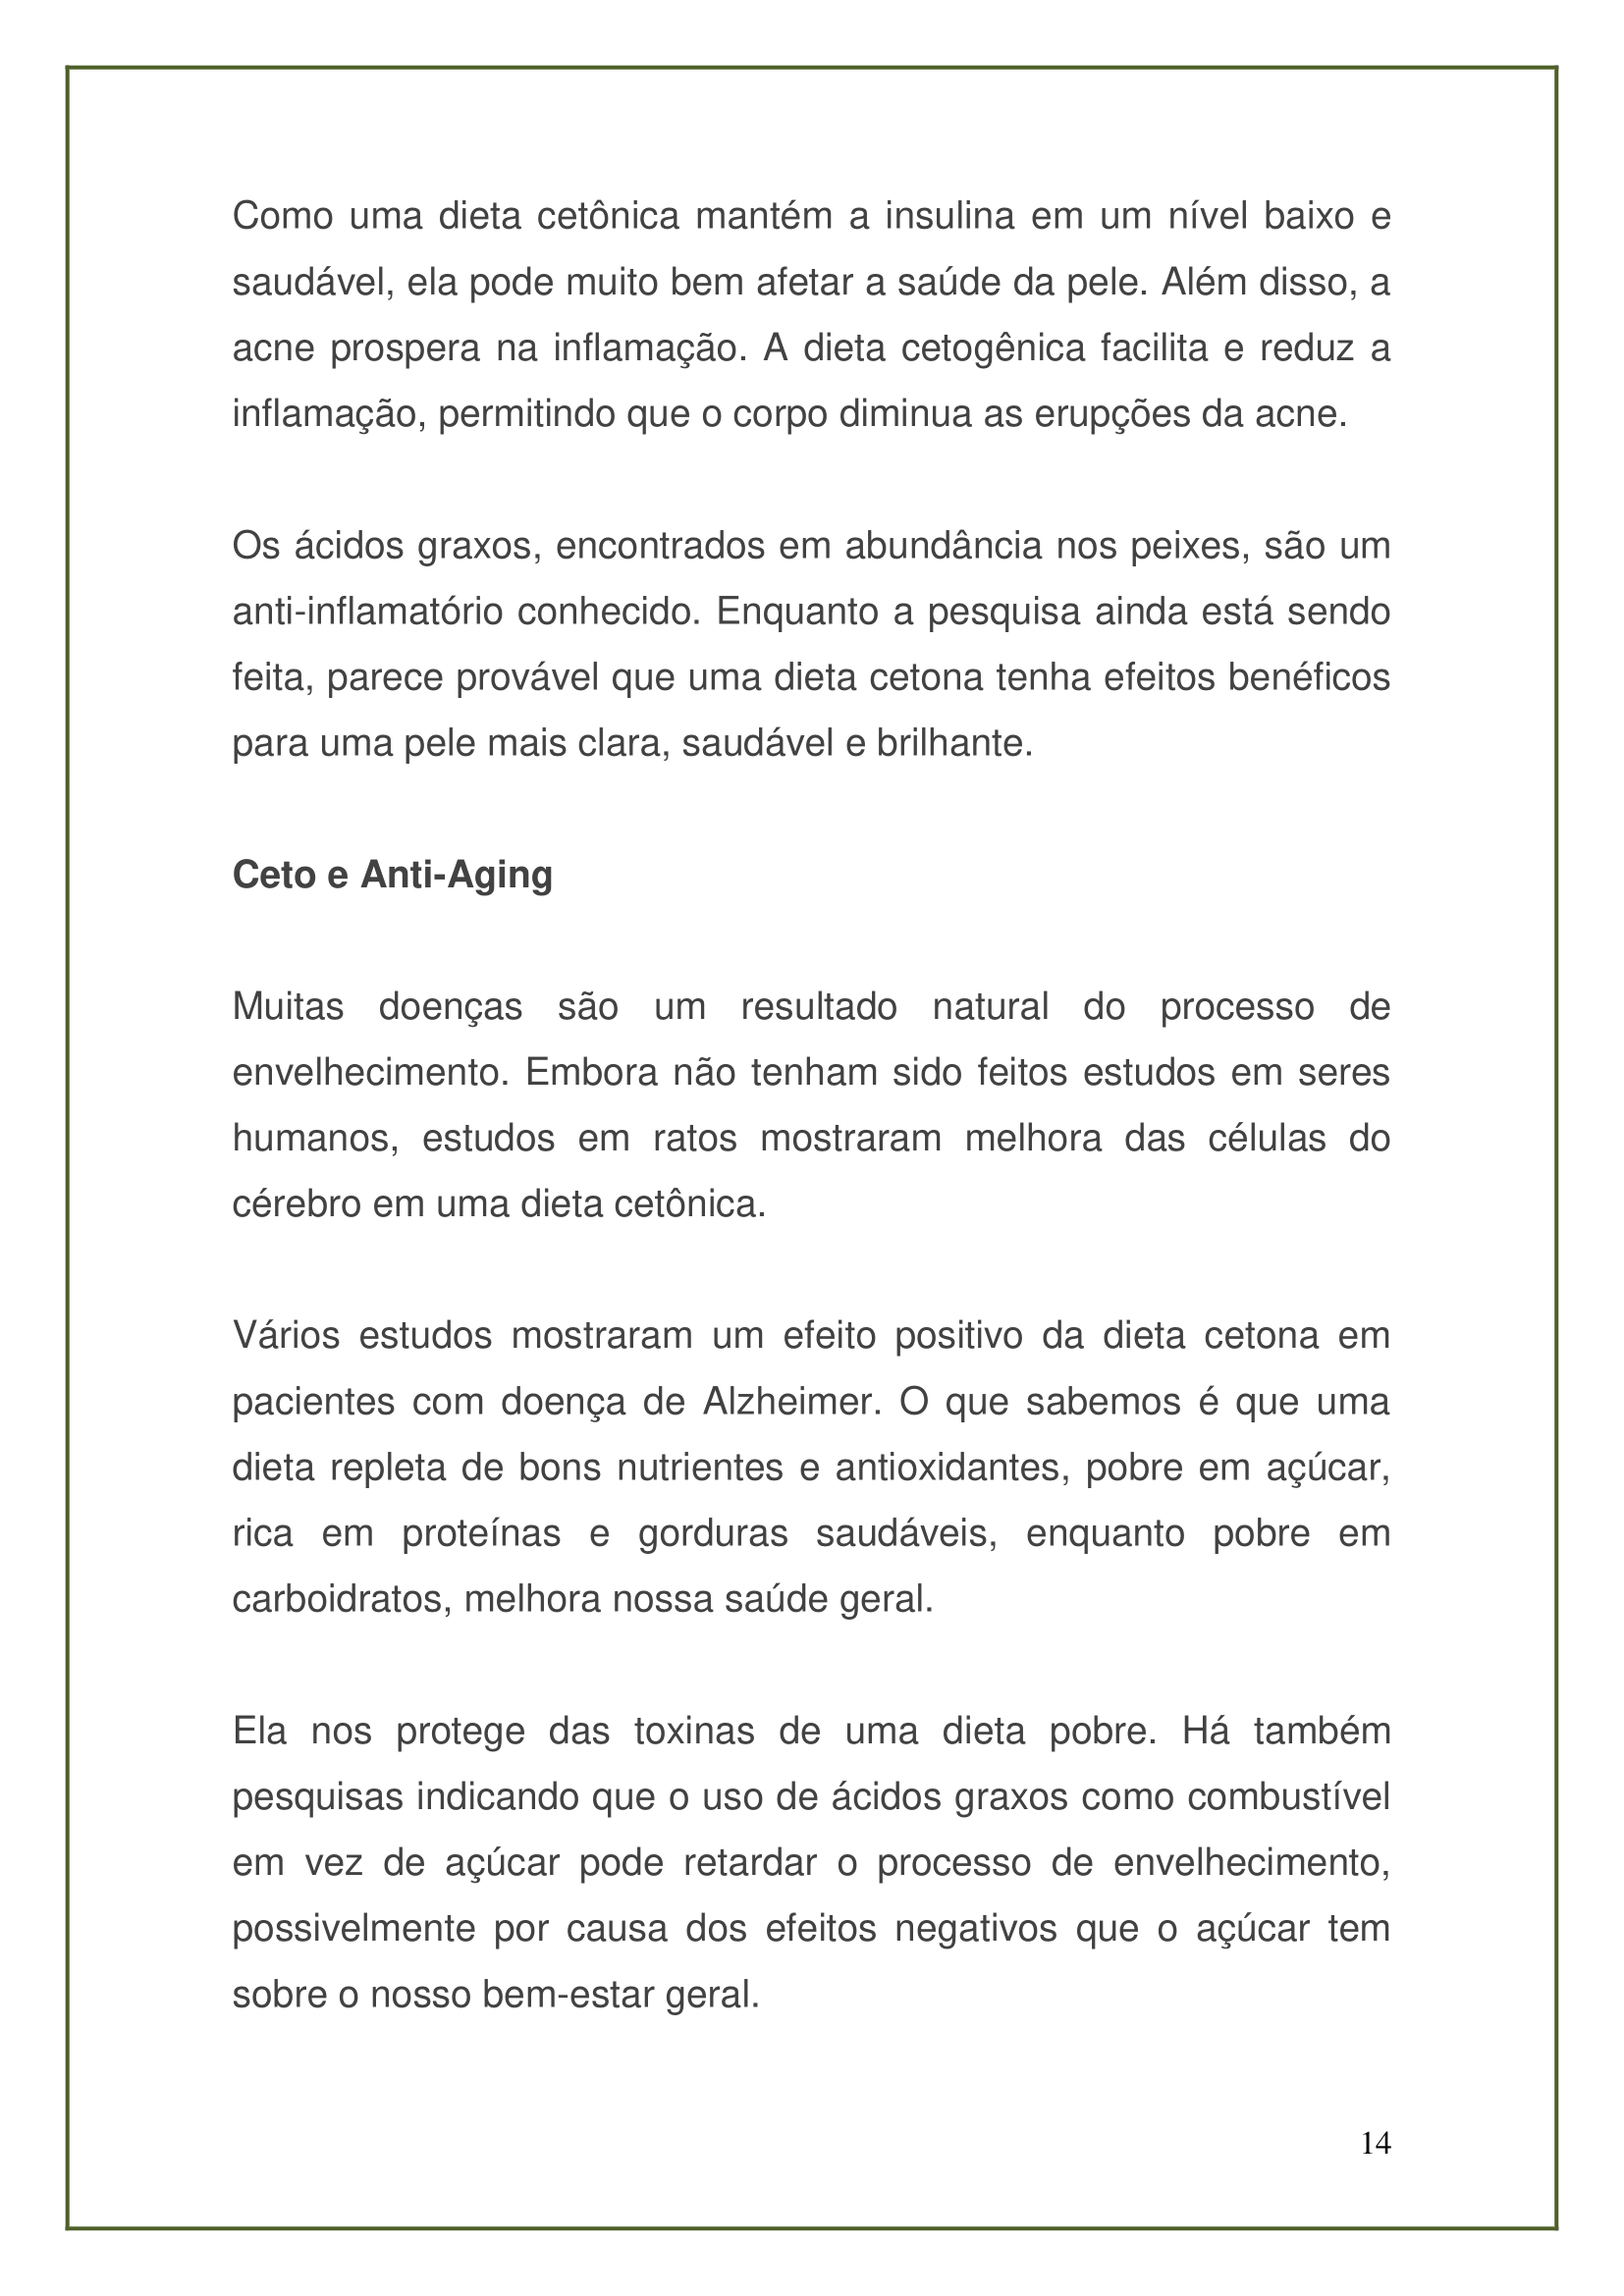 Como uma dieta cetônica mantém a insulina em um nível baixo e
saudável, ela pode muito bem afetar a saúde da pele. Além disso, a
acne prospera na inflamação. A dieta cetogênica facilita e reduz a
inflamação, permitindo que o corpo diminua as erupções da acne.
Os ácidos graxos, encontrados em abundância nos peixes, são um
anti-inflamatório conhecido. Enquanto a pesquisa ainda está sendo
feita, parece provável que uma dieta cetona tenha efeitos benéficos
para uma pele mais clara, saudável e brilhante.
Ceto e Anti-Aging
Muitas doenças são um resultado natural do processo de
envelhecimento. Embora não tenham sido feitos estudos em seres
humanos, estudos em ratos mostraram melhora das células do
cérebro em uma dieta cetônica.
Vários estudos mostraram um efeito positivo da dieta cetona em
pacientes com doença de Alzheimer. O que sabemos é que uma
dieta repleta de bons nutrientes e antioxidantes, pobre em açúcar,
rica em proteínas e gorduras saudáveis, enquanto pobre em
carboidratos, melhora nossa saúde geral.
Ela nos protege das toxinas de uma dieta pobre. Há também
pesquisas indicando que o uso de ácidos graxos como combustível
em vez de açúcar pode retardar o processo de envelhecimento,
possivelmente por causa dos efeitos negativos que o açúcar tem
sobre o nosso bem-estar geral.
14